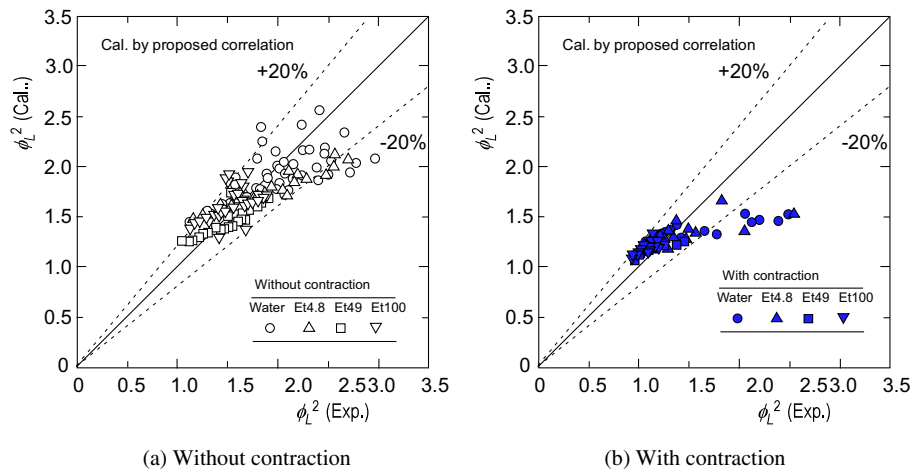 3.5
3.0
2.5
2.0
1.5
1.0
0.5
0
ϕL² (Cal..)
Cal. by proposed correlation
+20%
-20%
Without contraction
Water Et4.8 Et49 Et100
0 0.5 1.0 1.5 2.0 2.53.0 3.5
ϕL² (Exp.)
(a) Without contraction
3.5
3.0
2.5
2.0
1.5
1.0
0.5
0
ϕL² (Cal..)
Cal. by proposed correlation
+20%
-20%
With contraction
Water Et4.8 Et49 Et100
0 0.5 1.0 1.5 2.0 2.53.0 3.5
ϕL² (Exp.)
(b) With contraction